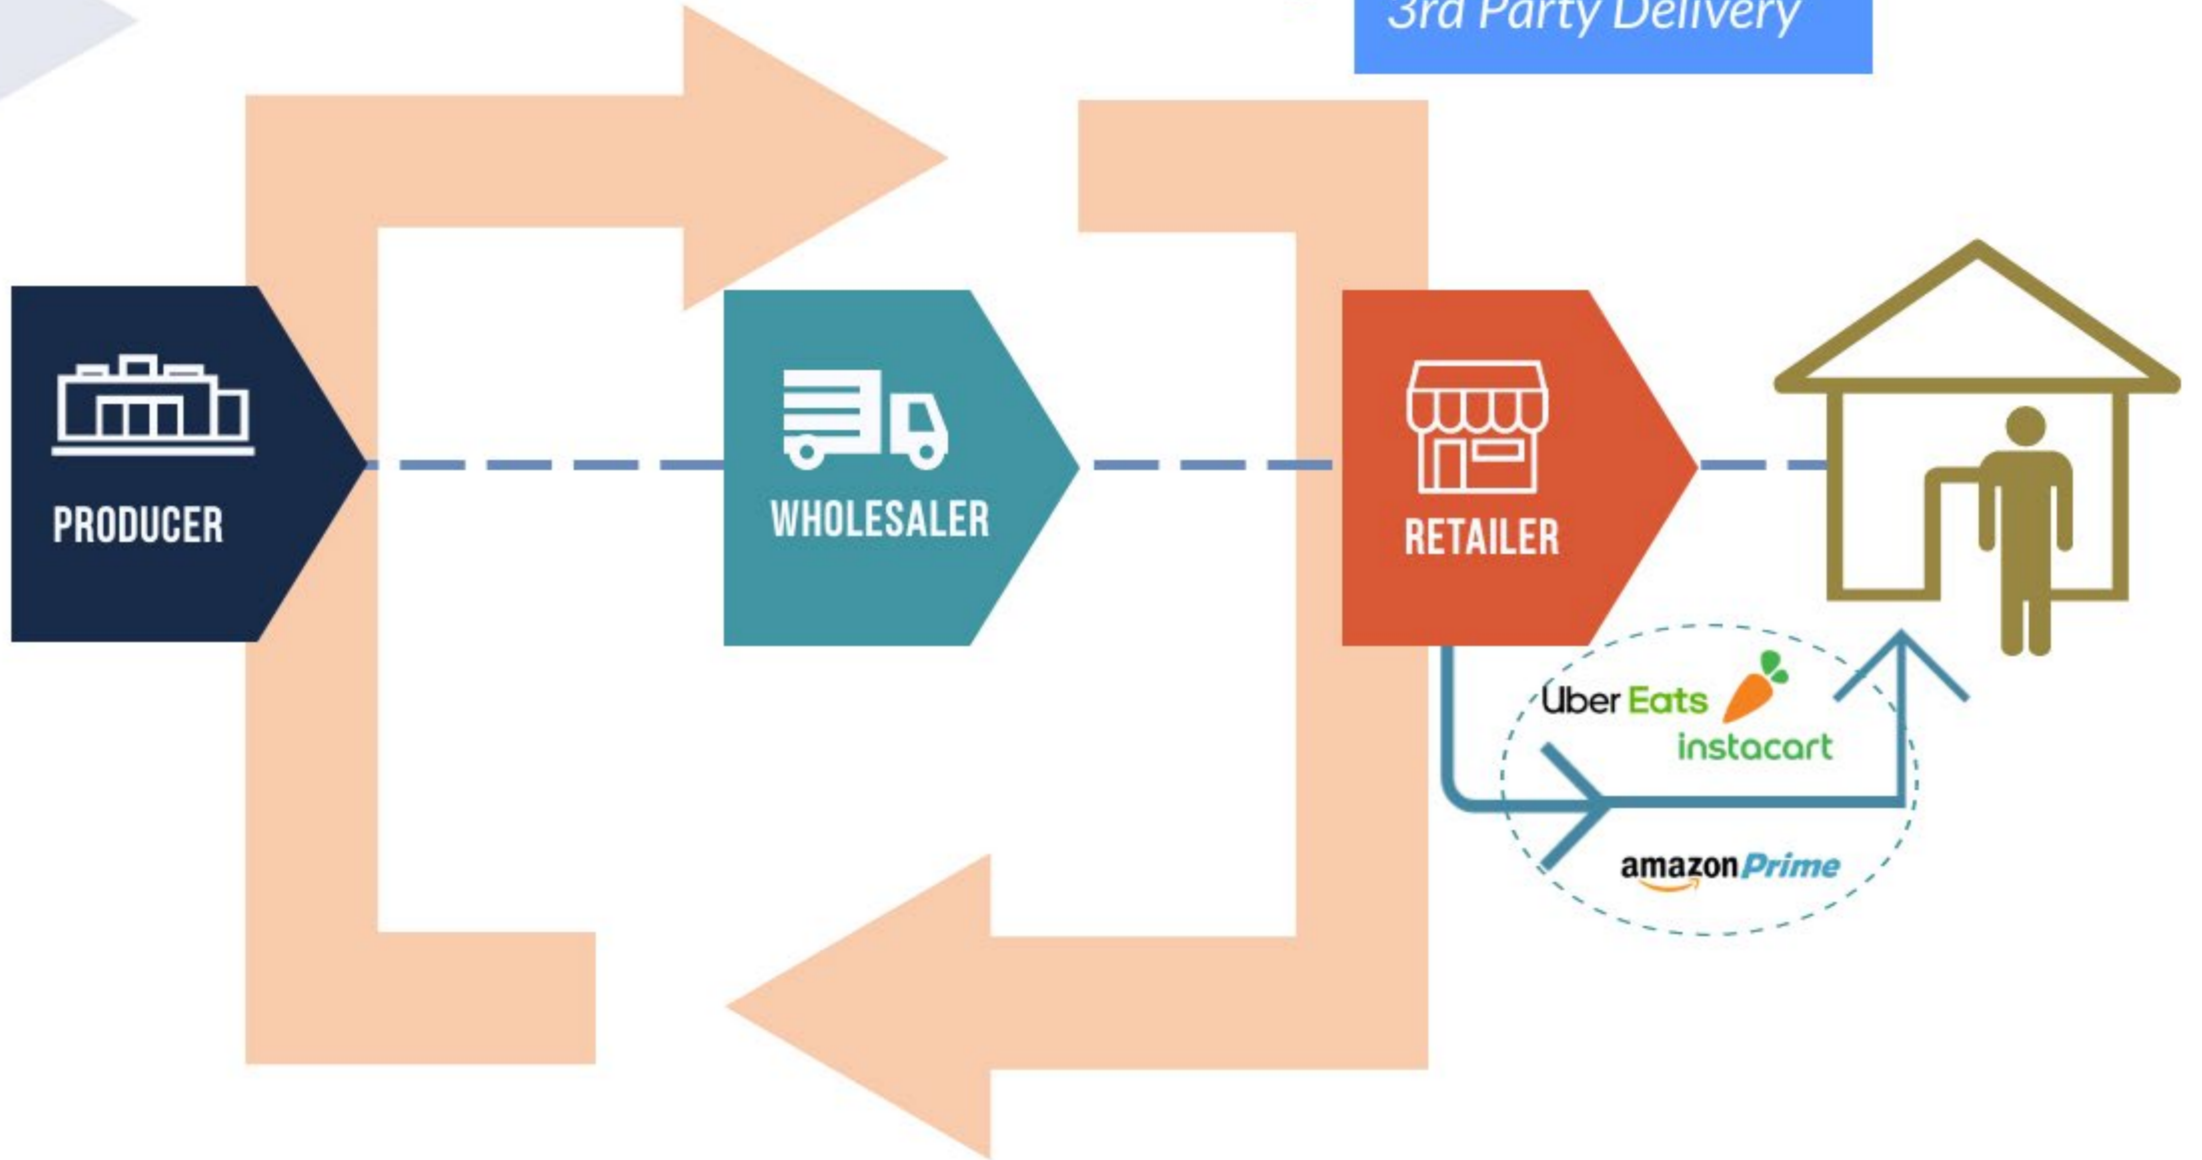 3rd Party Delivery
PRODUCER
WHOLESALER
RETAILER
Uber Eats
instacart
amazon Prime